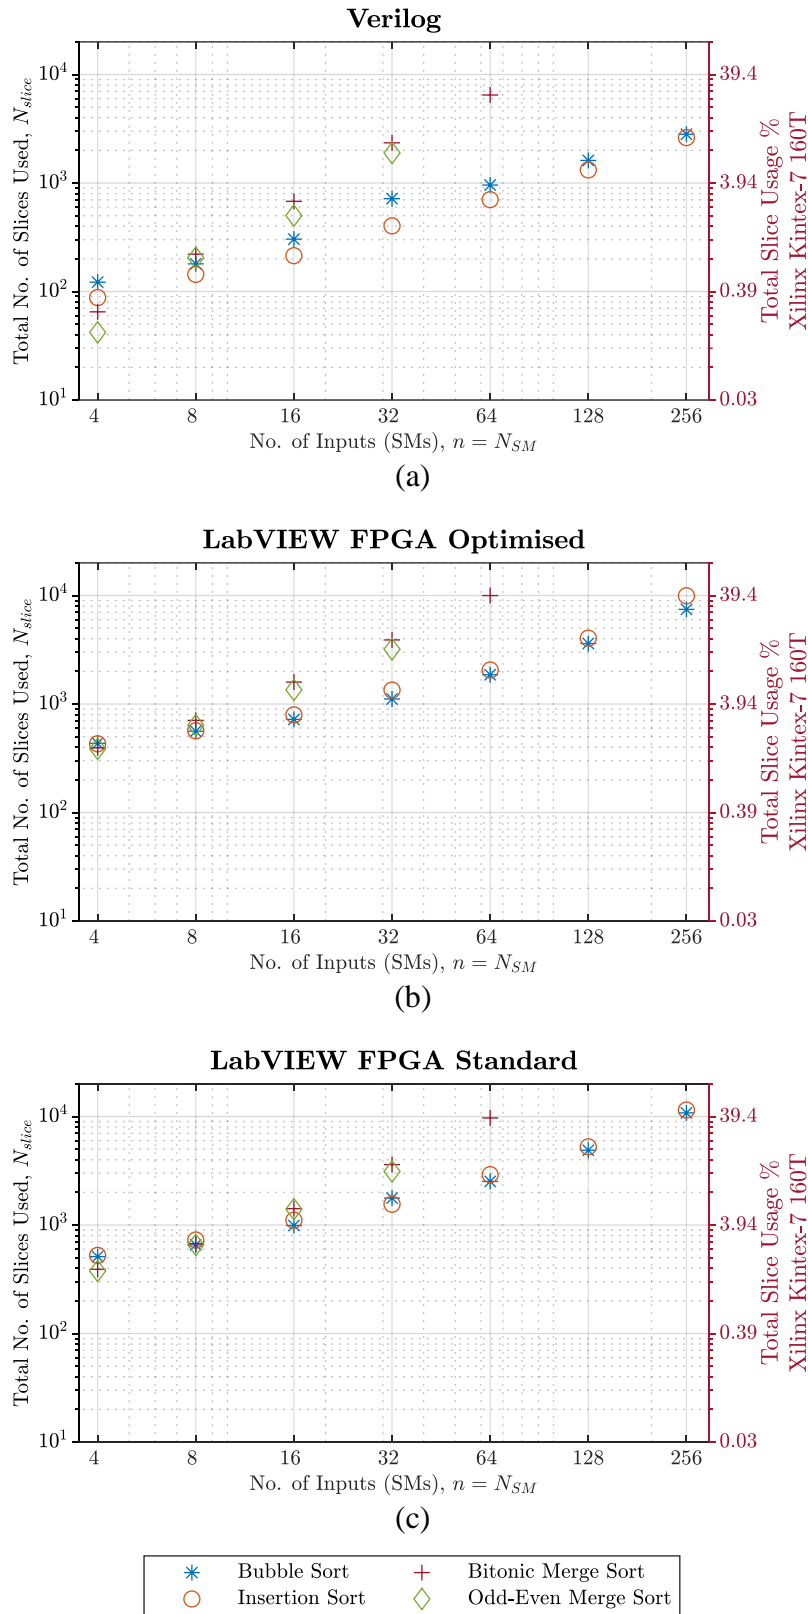 Verilog
Total No. of Slices Used, N_slice
10^4
10^3
10^2
10^1
39.4
3.94
0.39
0.03
Total Slice Usage %
Xilinx Kintex-7 160T
4 8 16 32 64 128 256
No. of Inputs (SMs), n = N_SM
(a)
LabVIEW FPGA Optimised
Total No. of Slices Used, N_slice
10^4
10^3
10^2
10^1
39.4
3.94
0.39
0.03
Total Slice Usage %
Xilinx Kintex-7 160T
4 8 16 32 64 128 256
No. of Inputs (SMs), n = N_SM
(b)
LabVIEW FPGA Standard
Total No. of Slices Used, N_slice
10^4
10^3
10^2
10^1
39.4
3.94
0.39
0.03
Total Slice Usage %
Xilinx Kintex-7 160T
4 8 16 32 64 128 256
No. of Inputs (SMs), n = N_SM
(c)
Bubble Sort
Bitonic Merge Sort
Insertion Sort
Odd-Even Merge Sort